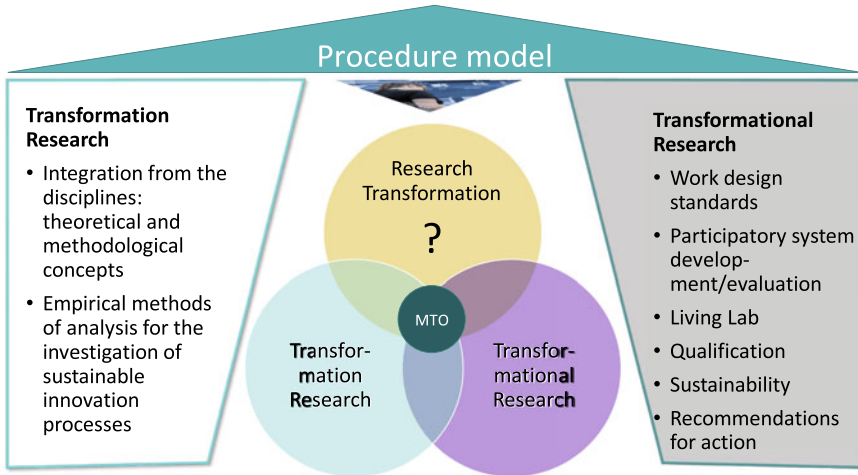 Procedure model
Transformation
Research
• Integration from the
disciplines:
theoretical and
methodological
concepts
• Empirical methods
of analysis for the
investigation of
sustainable
innovation
processes
Research
Transformation
?
MTO
Transfor-
mation
Research
Transfor-
mational
Research
Transformational
Research
• Work design
standards
• Participatory system
develop-
ment/evaluation
• Living Lab
• Qualification
• Sustainability
• Recommendations
for action